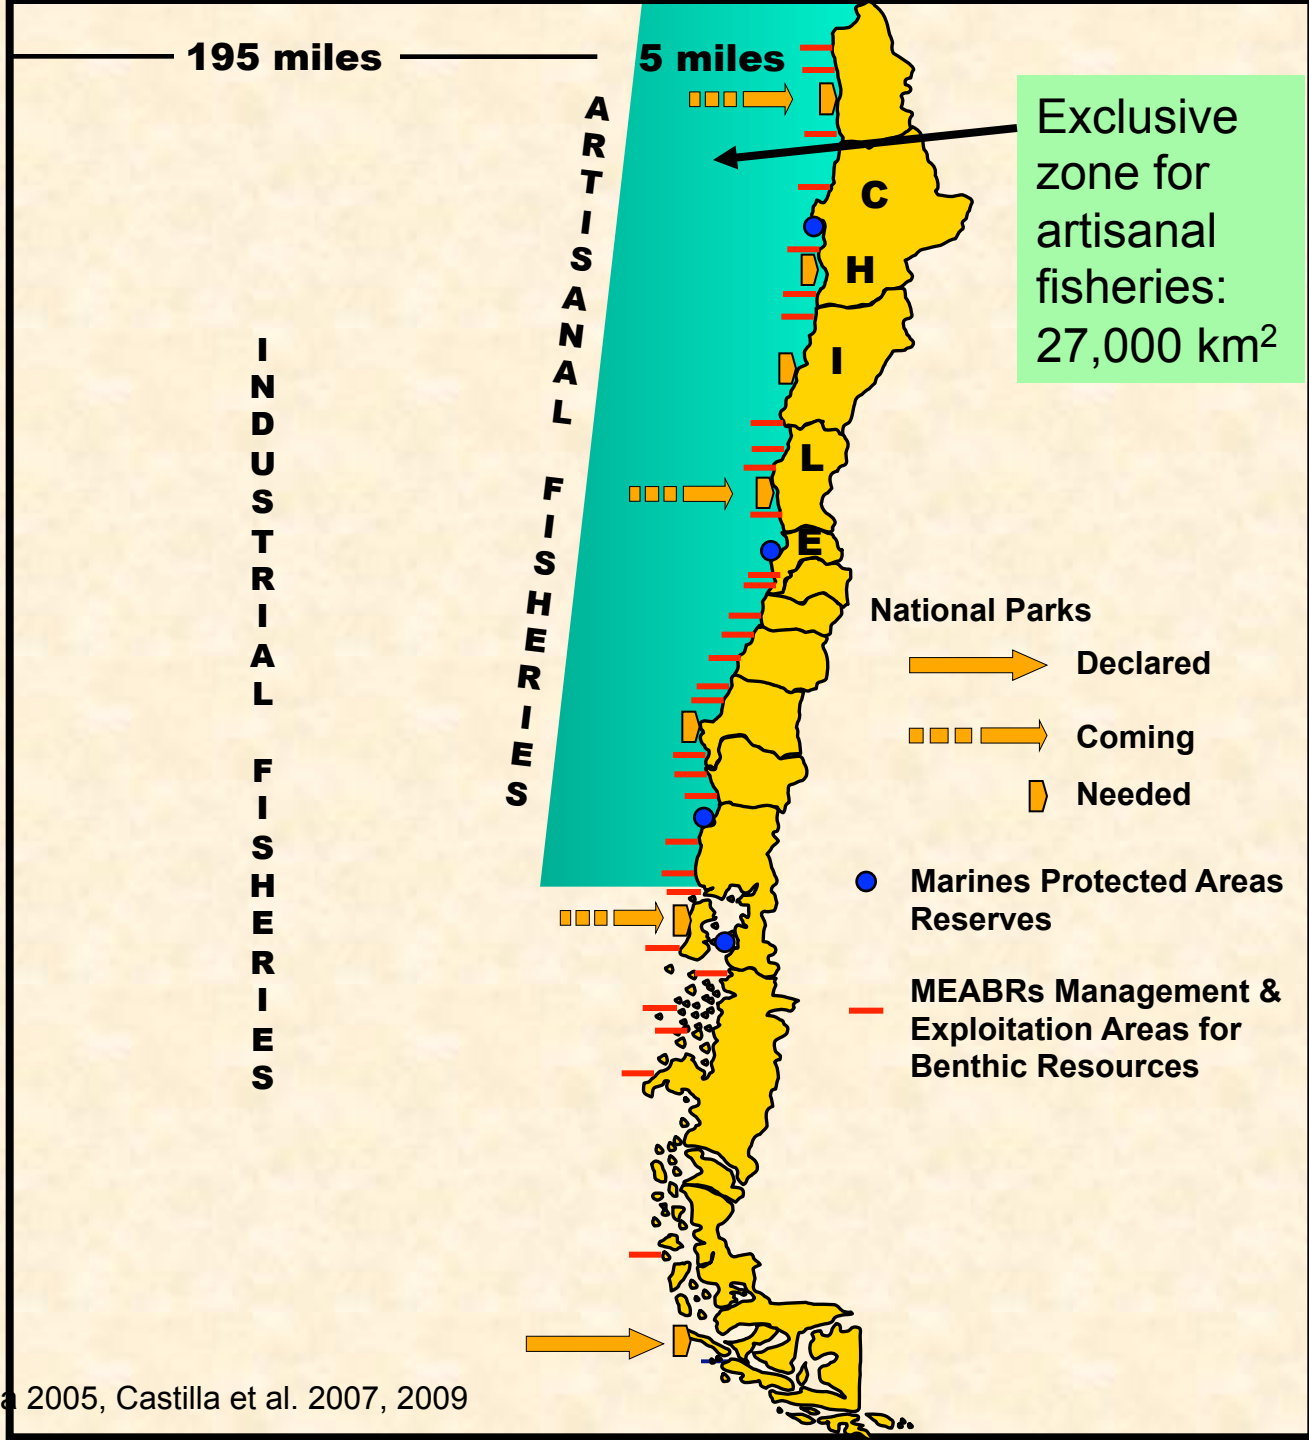 195 miles
5 miles
ARTISANAL FISHERIES
INDUSTRIAL FISHERIES
CHILE
Exclusive
zone for
artisanal
fisheries:
27,000 km²
National Parks
Declared
Coming
Needed
Marines Protected Areas
Reserves
MEABRs Management &
Exploitation Areas for
Benthic Resources
2005, Castilla et al. 2007, 2009